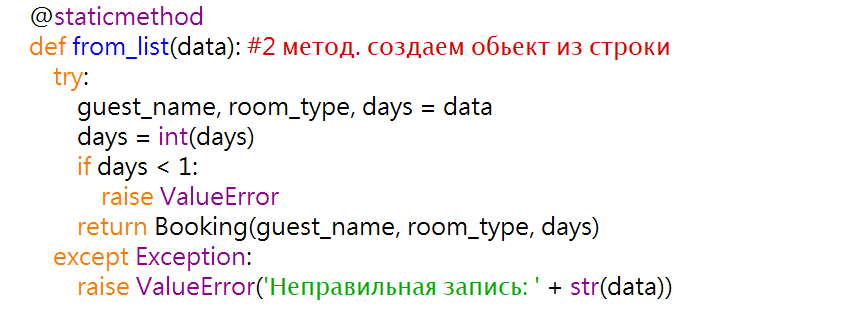 @staticmethod
def from_list(data): #2 метод. создаем обьект из строки
try:
guest_name, room_type, days = data
days = int(days)
if days < 1:
raise ValueError
return Booking(guest_name, room_type, days)
except Exception:
raise ValueError('Неправильная запись: ' + str(data))